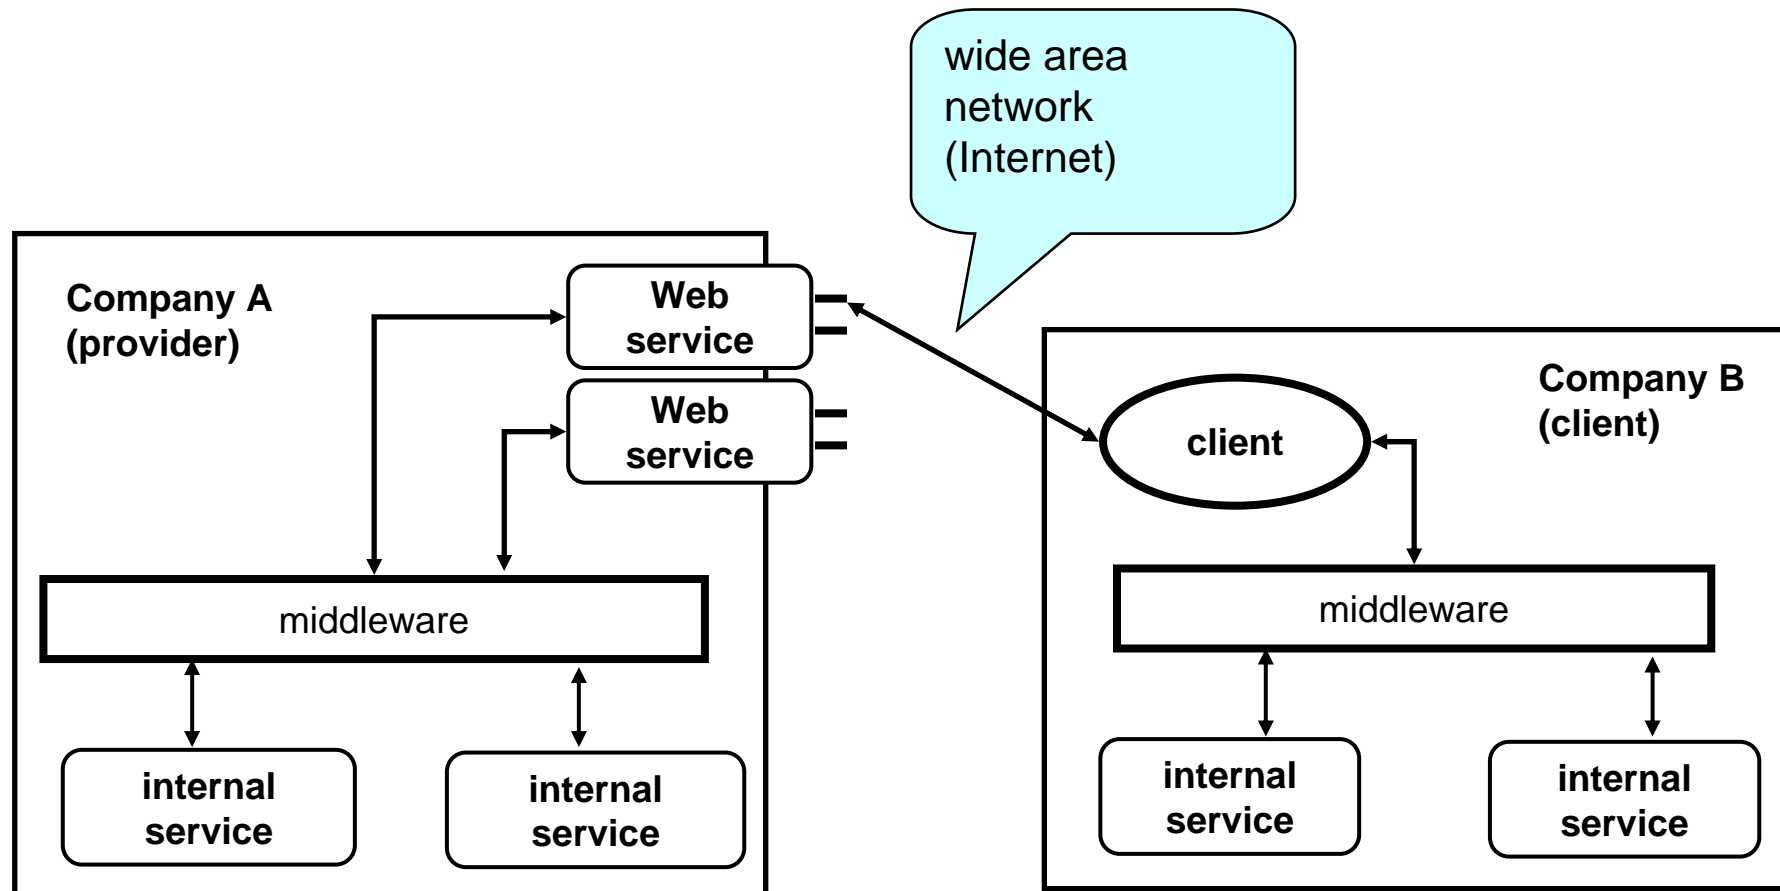 wide area
network
(Internet)
Company A
(provider)
Web
service
Web
service
middleware
internal
service
internal
service
Company B
(client)
client
middleware
internal
service
internal
service